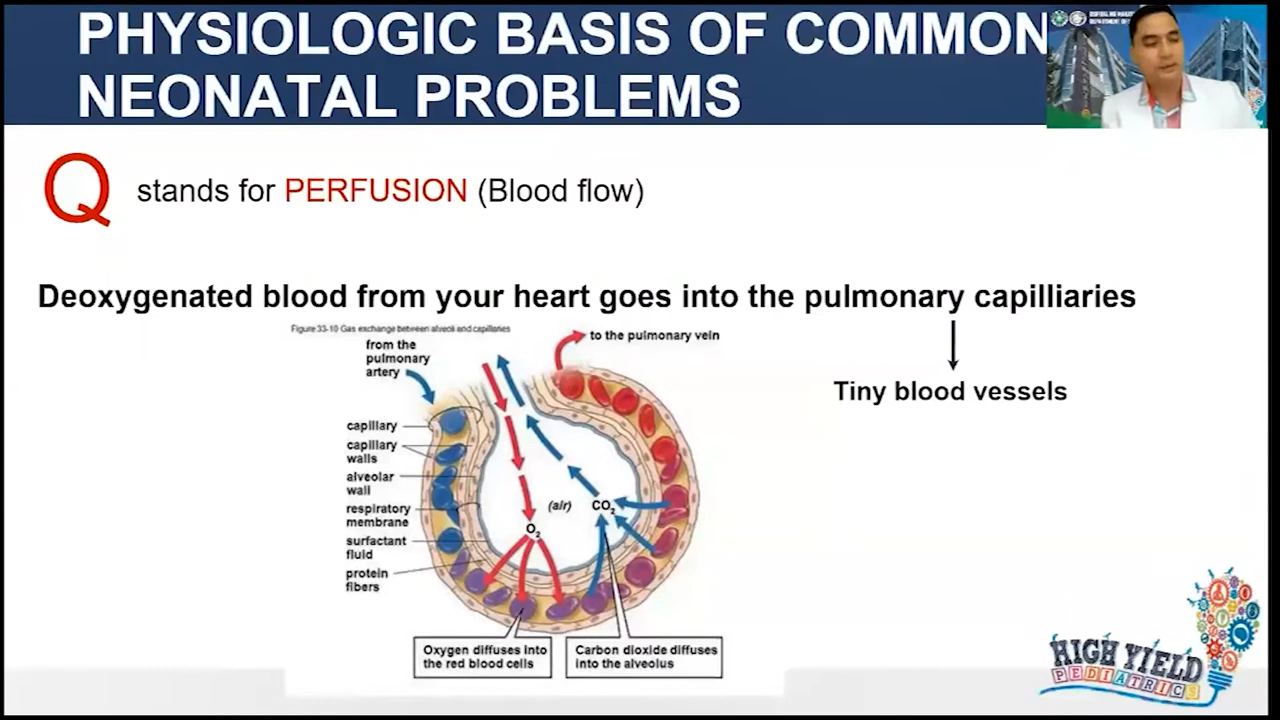 PHYSIOLOGIC BASIS OF COMMON
NEONATAL PROBLEMS
Q stands for PERFUSION (Blood flow)
Deoxygenated blood from your heart goes into the pulmonary capilliaries
Tiny blood vessels
Figure 33-10 Gas exchange between alveoli and capillaries
from the
pulmonary
artery
to the pulmonary vein
capillary
capillary
walls
alveolar
wall
respiratory
membrane
surfactant
fluid
protein
fibers
(air)
CO2
O2
Oxygen diffuses into
the red blood cells
Carbon dioxide diffuses
into the alveolus
HIGH YIELD
PEDIATRICS